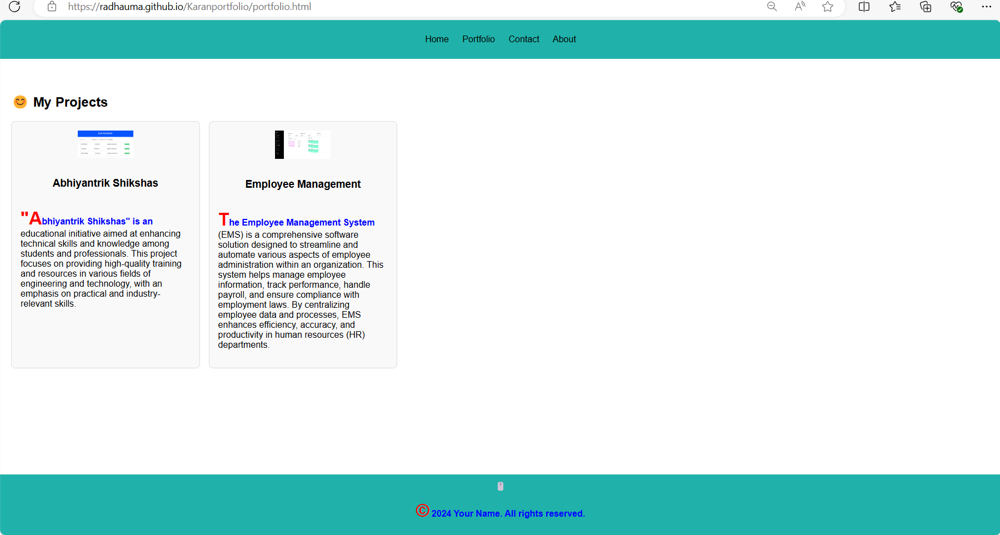 https://radhauma.github.io/Karanportfolio/portfolio.html
Home Portfolio Contact About
😊 My Projects
Abhiyantrik Shikshas
"Abhiyantrik Shikshas" is an
educational initiative aimed at enhancing
technical skills and knowledge among
students and professionals. This project
focuses on providing high-quality training
and resources in various fields of
engineering and technology, with an
emphasis on practical and industry-
relevant skills.
Employee Management
The Employee Management System
(EMS) is a comprehensive software
solution designed to streamline and
automate various aspects of employee
administration within an organization. This
system helps manage employee
information, track performance, handle
payroll, and ensure compliance with
employment laws. By centralizing
employee data and processes, EMS
enhances efficiency, accuracy, and
productivity in human resources (HR)
departments.
© 2024 Your Name. All rights reserved.